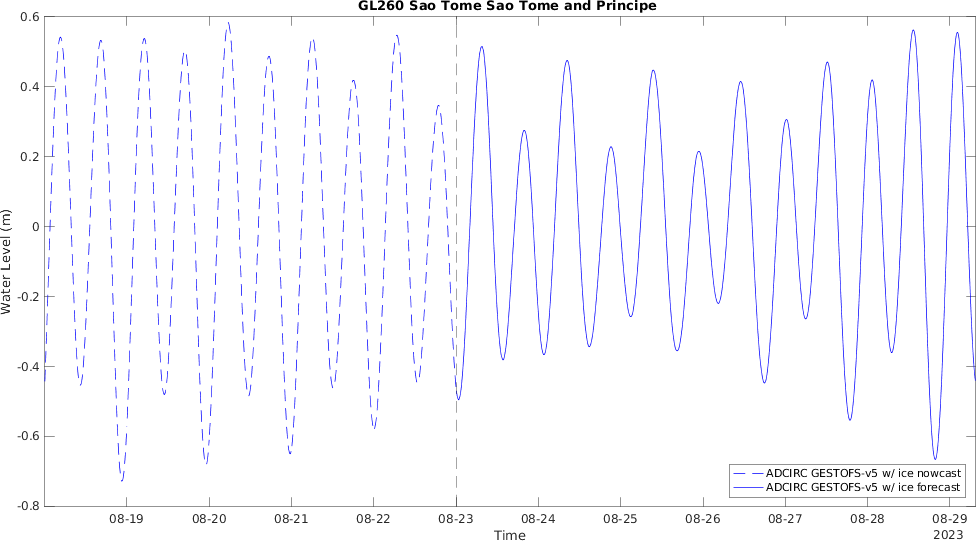 GL260 Sao Tome Sao Tome and Principe
Water Level (m)
0.6
0.4
0.2
0
-0.2
-0.4
-0.6
-0.8
ADCIRC GESTOFS-v5 w/ ice nowcast
ADCIRC GESTOFS-v5 w/ ice forecast
08-19 08-20 08-21 08-22 08-23 08-24 08-25 08-26 08-27 08-28 08-29
Time
2023